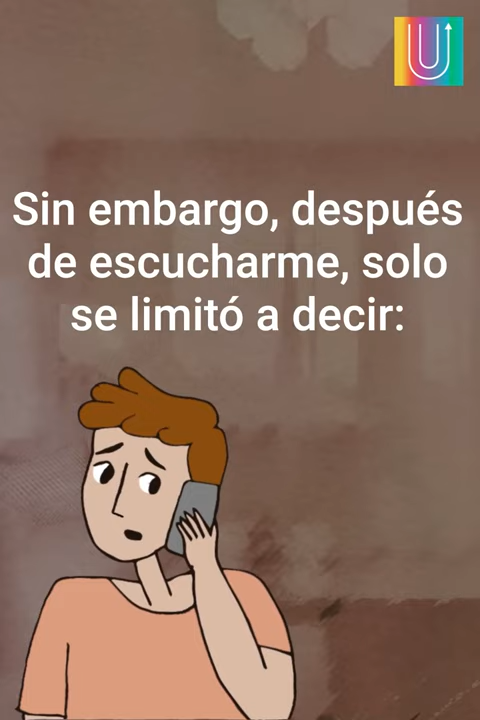 Sin embargo, después
de escucharme, solo
se limitó a decir: